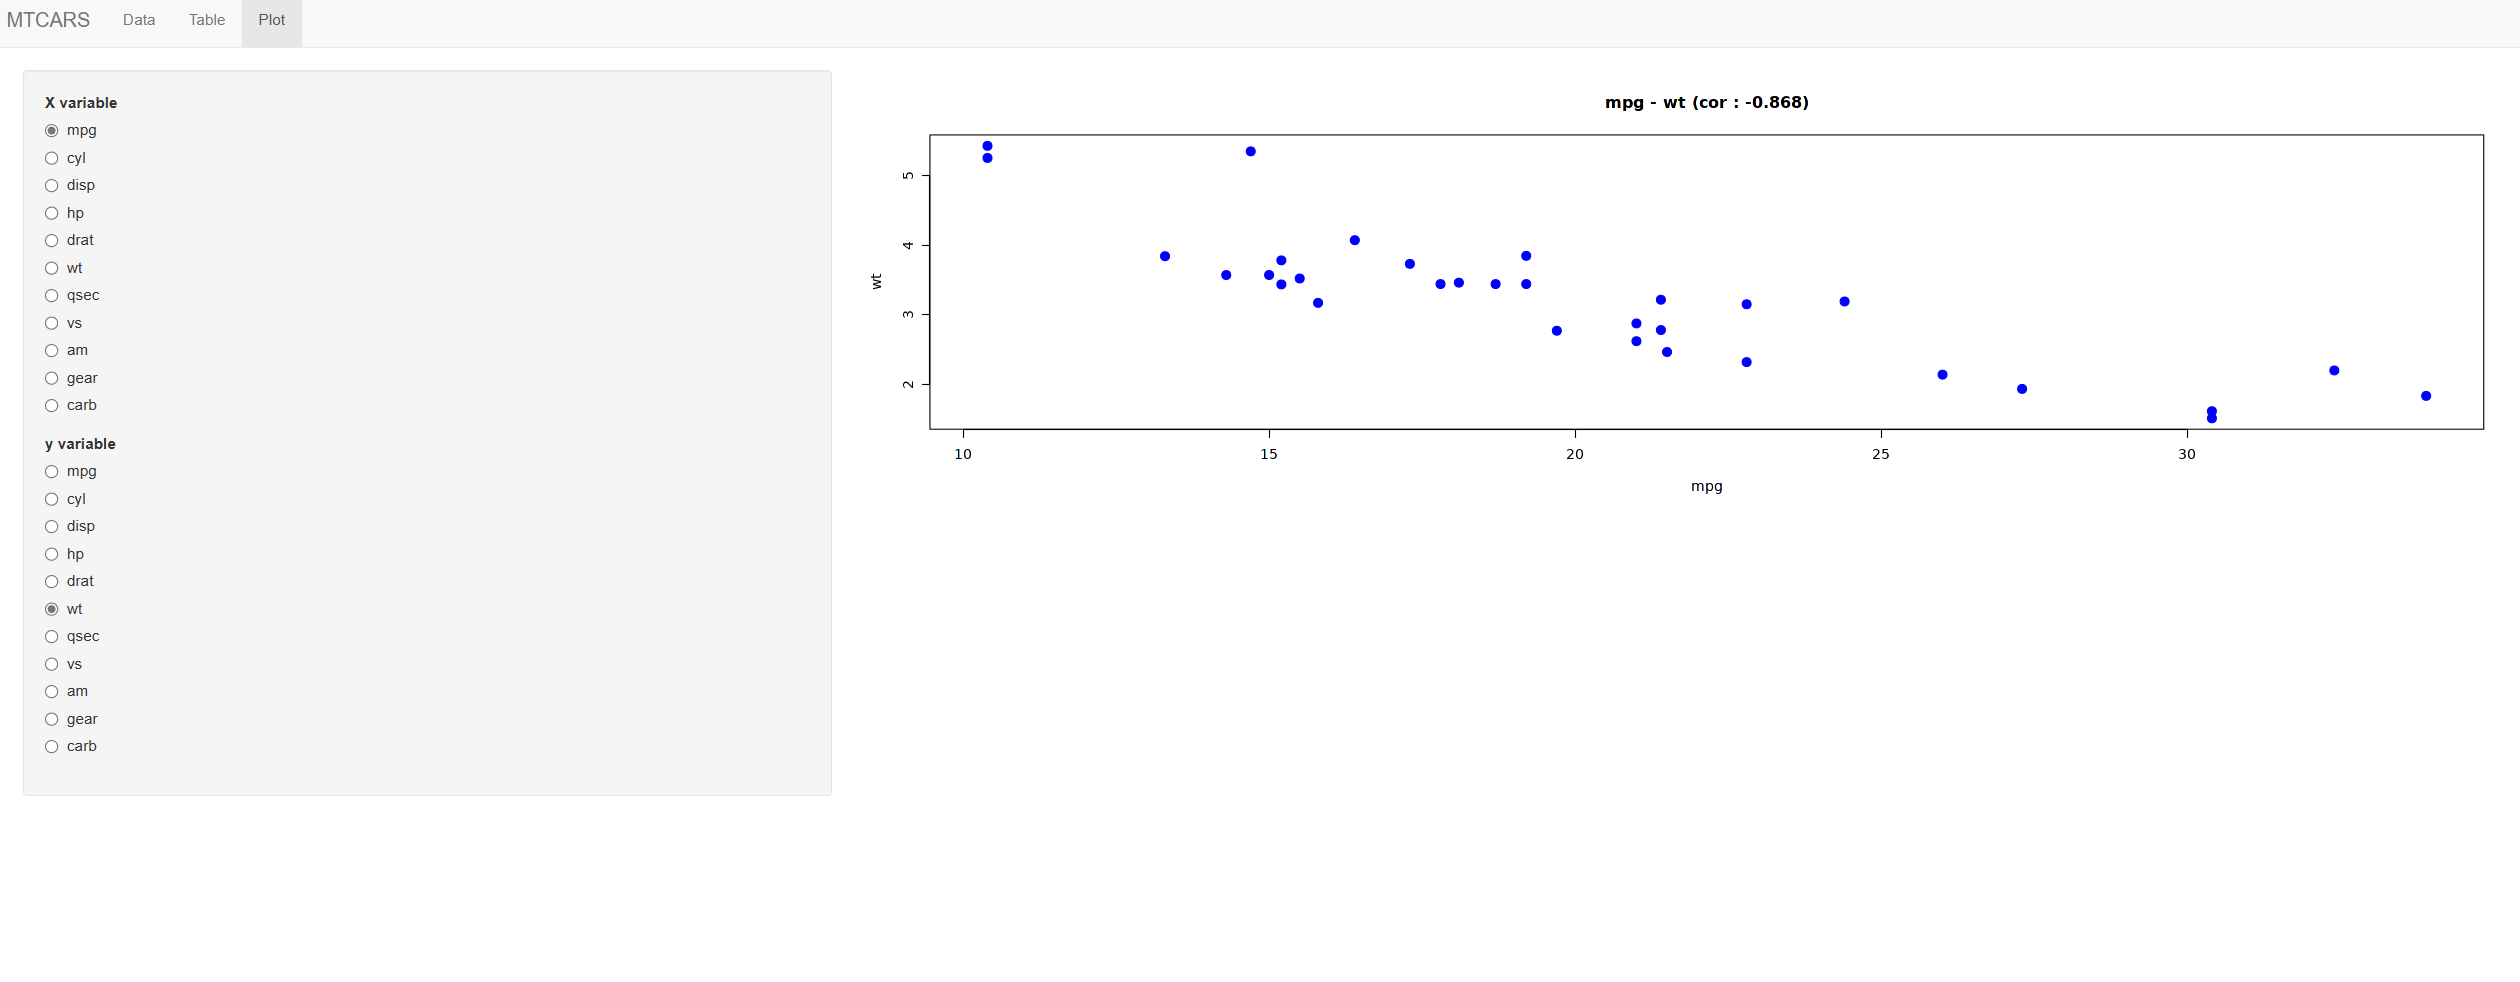 MTCARS Data Table Plot
X variable
mpg
cyl
disp
hp
drat
wt
qsec
vs
am
gear
carb
y variable
mpg
cyl
disp
hp
drat
wt
qsec
vs
am
gear
carb
mpg - wt (cor : -0.868)
5
4
3
2
wt
10 15 20 25 30
mpg